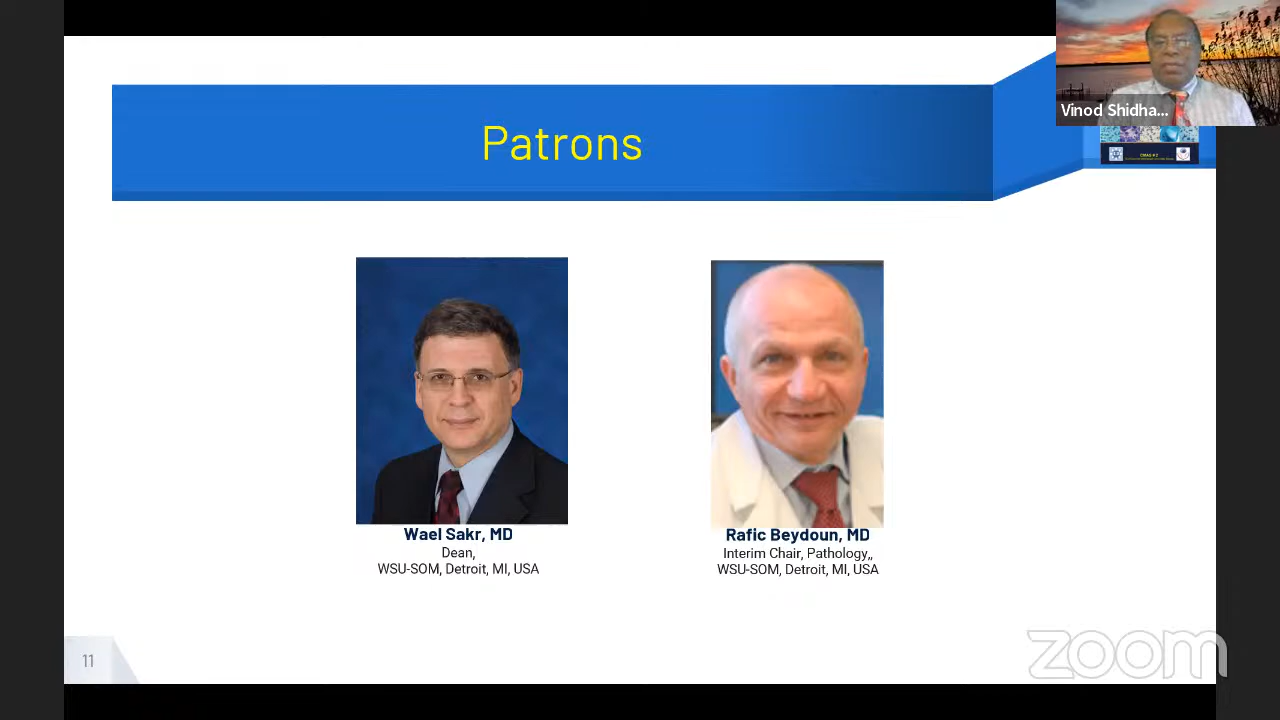 Patrons
Vinod Shidha...
Wael Sakr, MD
Dean,
WSU-SOM, Detroit, MI, USA
Rafic Beydoun, MD
Interim Chair, Pathology,,
WSU-SOM, Detroit, MI, USA
11
zoom